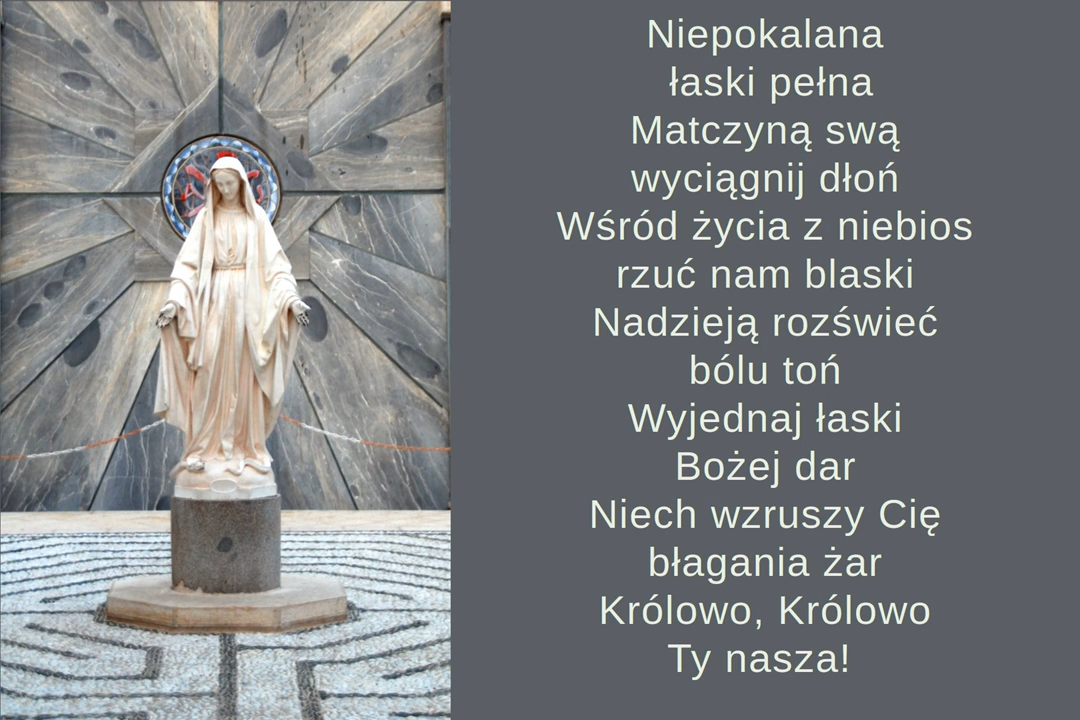 Niepokalana
łaski pełna
Matczyną swą
wyciągnij dłoń
Wśród życia z niebios
rzuć nam blaski
Nadzieją rozświeć
bólu toń
Wyjednaj łaski
Bożej dar
Niech wzruszy Cię
błagania żar
Królowo, Królowo
Ty nasza!